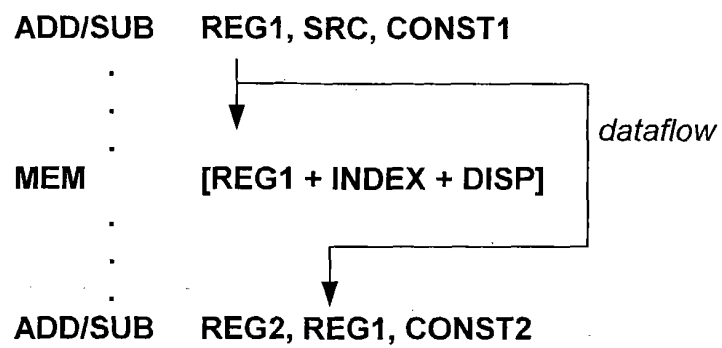 ADD/SUB REG1, SRC, CONST1
.
.
.
dataflow
MEM [REG1 + INDEX + DISP]
.
.
.
ADD/SUB REG2, REG1, CONST2